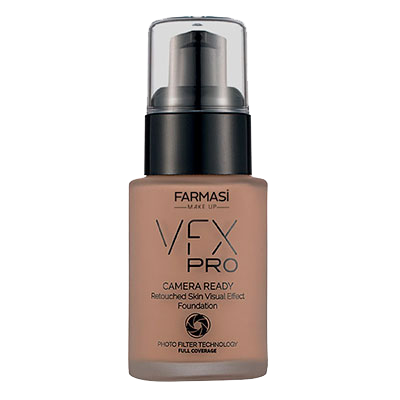 FARMASİ
MAKE UP
VFX
PRO
CAMERA READY
Retouched Skin Visual Effect
Foundation
PHOTO FILTER TECHNOLOGY
FULL COVERAGE